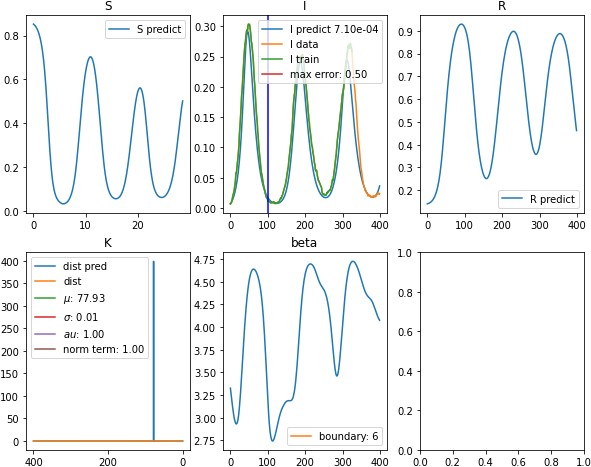 S
I
R
S predict
I predict 7.10e-04
I data
I train
max error: 0.50
R predict
0.8
0.6
0.4
0.2
0.0
0 10 20
0.30
0.25
0.20
0.15
0.10
0.05
0.00
0 100 200 300 400
0.9
0.8
0.7
0.6
0.5
0.4
0.3
0.2
0 100 200 300 400
K
beta
dist pred
dist
μ: 77.93
σ: 0.01
au: 1.00
norm term: 1.00
boundary: 6
400
350
300
250
200
150
100
50
0
400 200 0
4.75
4.50
4.25
4.00
3.75
3.50
3.25
3.00
2.75
0 100 200 300 400
1.0
0.8
0.6
0.4
0.2
0.0
0.0 0.2 0.4 0.6 0.8 1.0